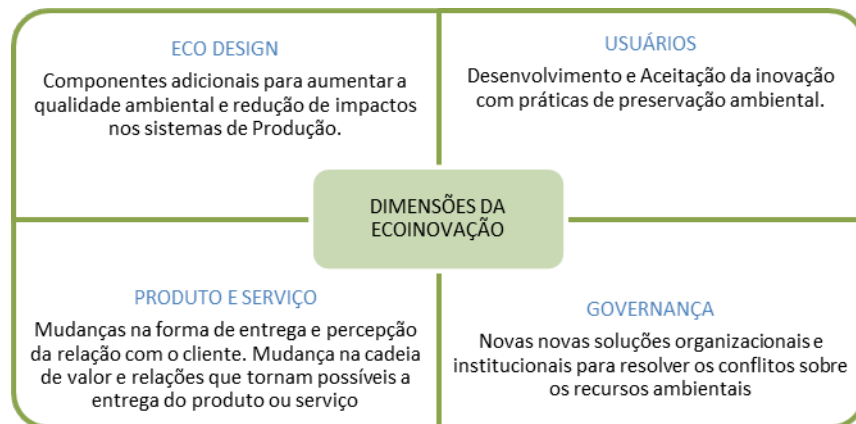 ECO DESIGN
Componentes adicionais para aumentar a
qualidade ambiental e redução de impactos
nos sistemas de Produção.
USUÁRIOS
Desenvolvimento e Aceitação da inovação
com práticas de preservação ambiental.
DIMENSÕES DA
ECOINOVAÇÃO
PRODUTO E SERVIÇO
Mudanças na forma de entrega e percepção
da relação com o cliente. Mudança na cadeia
de valor e relações que tornam possíveis a
entrega do produto ou serviço
GOVERNANÇA
Novas novas soluções organizacionais e
institucionais para resolver os conflitos sobre
os recursos ambientais